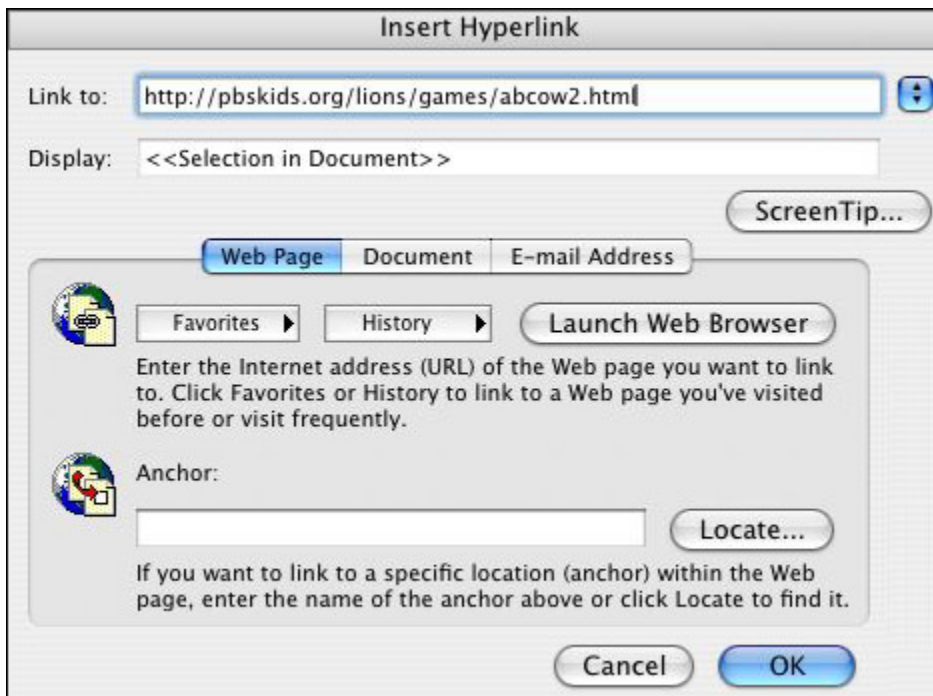 Insert Hyperlink
Link to: http://pbskids.org/lions/games/abcow2.html
Display: <<Selection in Document>>
ScreenTip...
Web Page Document E-mail Address
Favorites History Launch Web Browser
Enter the Internet address (URL) of the Web page you want to link
to. Click Favorites or History to link to a Web page you've visited
before or visit frequently.
Anchor:
Locate...
If you want to link to a specific location (anchor) within the Web
page, enter the name of the anchor above or click Locate to find it.
Cancel OK